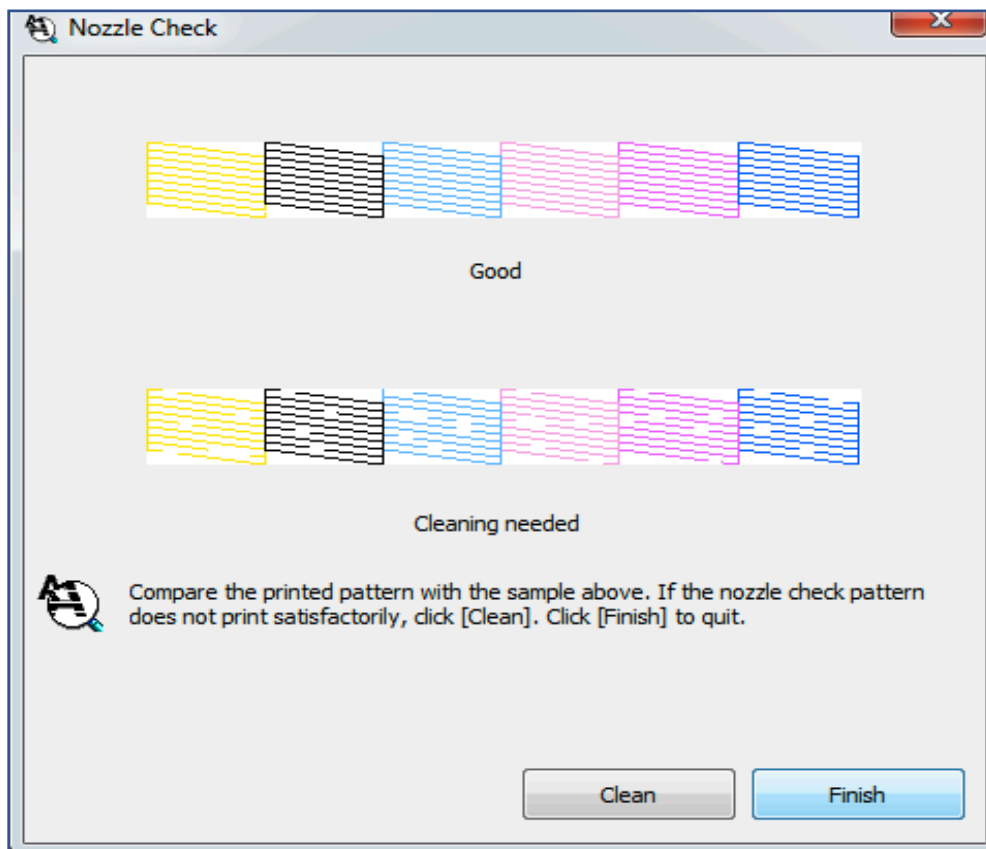 Nozzle Check
Good
Cleaning needed
Compare the printed pattern with the sample above. If the nozzle check pattern
does not print satisfactorily, click [Clean]. Click [Finish] to quit.
Clean
Finish